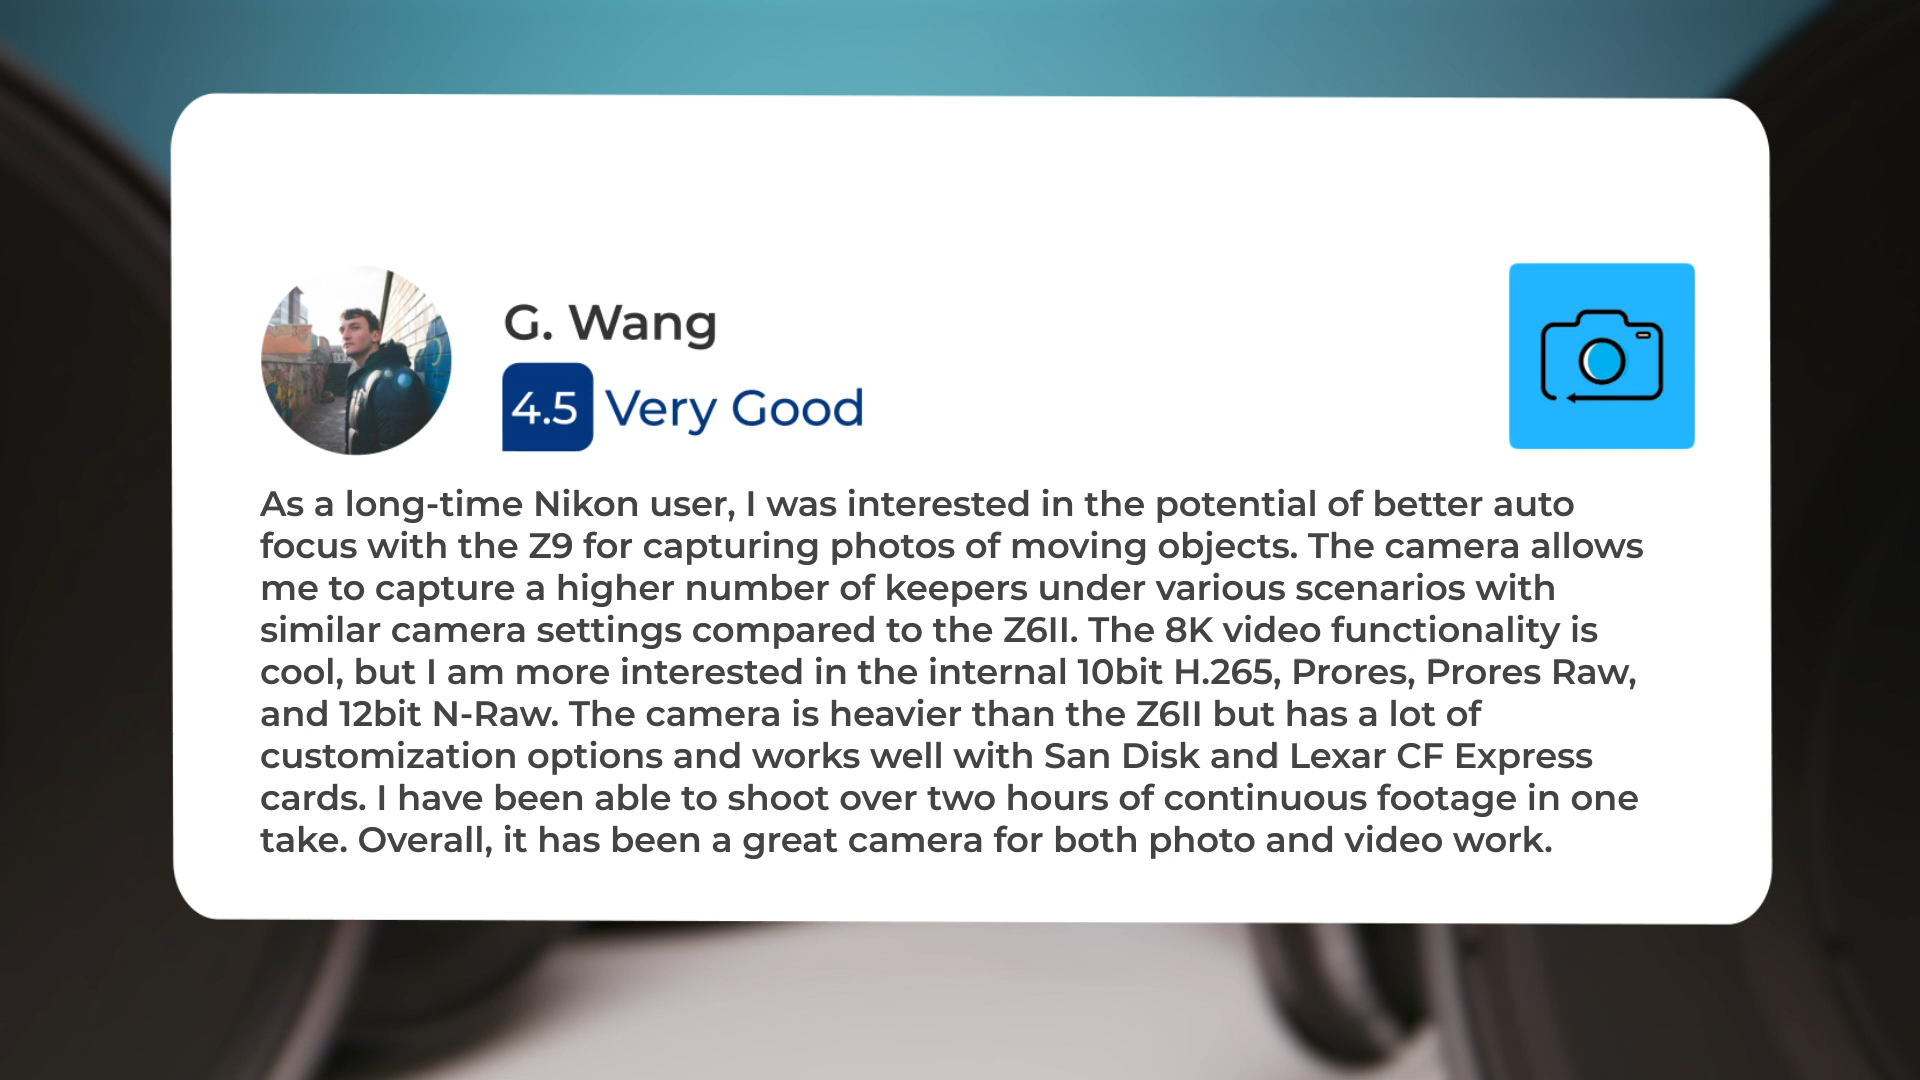 G. Wang
4.5 Very Good
As a long-time Nikon user, I was interested in the potential of better auto
focus with the Z9 for capturing photos of moving objects. The camera allows
me to capture a higher number of keepers under various scenarios with
similar camera settings compared to the Z6II. The 8K video functionality is
cool, but I am more interested in the internal 10bit H.265, Prores, Prores Raw,
and 12bit N-Raw. The camera is heavier than the Z6II but has a lot of
customization options and works well with San Disk and Lexar CF Express
cards. I have been able to shoot over two hours of continuous footage in one
take. Overall, it has been a great camera for both photo and video work.